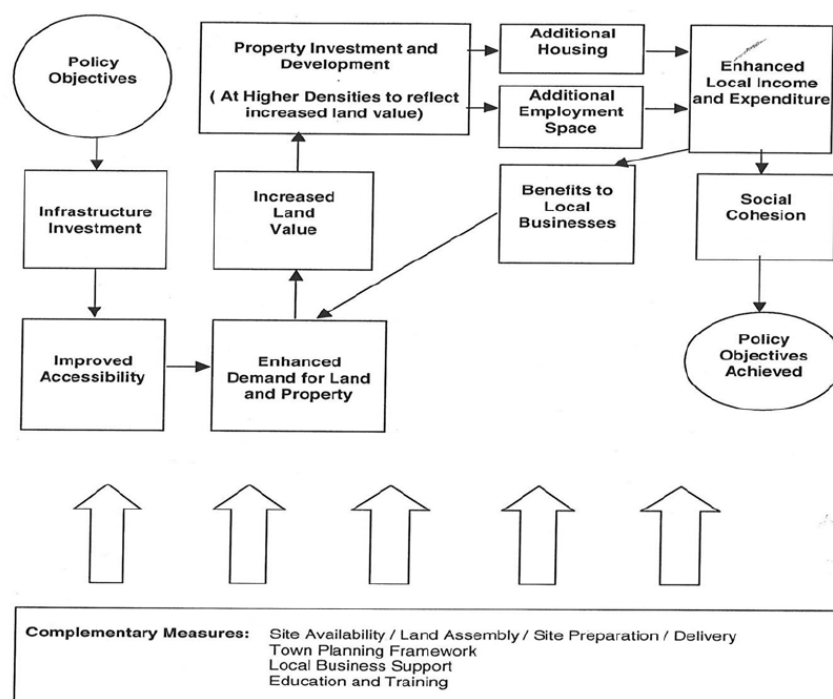 Policy
Objectives
Property Investment and
Development
( At Higher Densities to reflect
increased land value)
Additional
Housing
Additional
Employment
Space
Enhanced
Local Income
and Expenditure
Infrastructure
Investment
Increased
Land
Value
Benefits to
Local
Businesses
Social
Cohesion
Improved
Accessibility
Enhanced
Demand for Land
and Property
Policy
Objectives
Achieved
Complementary Measures: Site Availability / Land Assembly / Site Preparation / Delivery
Town Planning Framework
Local Business Support
Education and Training